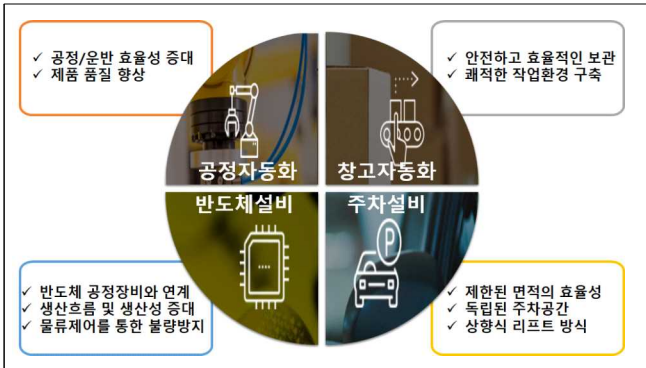 ✓ 공정/운반 효율성 증대
✓ 제품 품질 향상
✓ 안전하고 효율적인 보관
✓ 쾌적한 작업환경 구축
공정자동화
창고자동화
반도체설비
주차설비
P
✓ 반도체 공정장비와 연계
✓ 생산흐름 및 생산성 증대
✓ 물류제어를 통한 불량방지
✓ 제한된 면적의 효율성
✓ 독립된 주차공간
✓ 상향식 리프트 방식